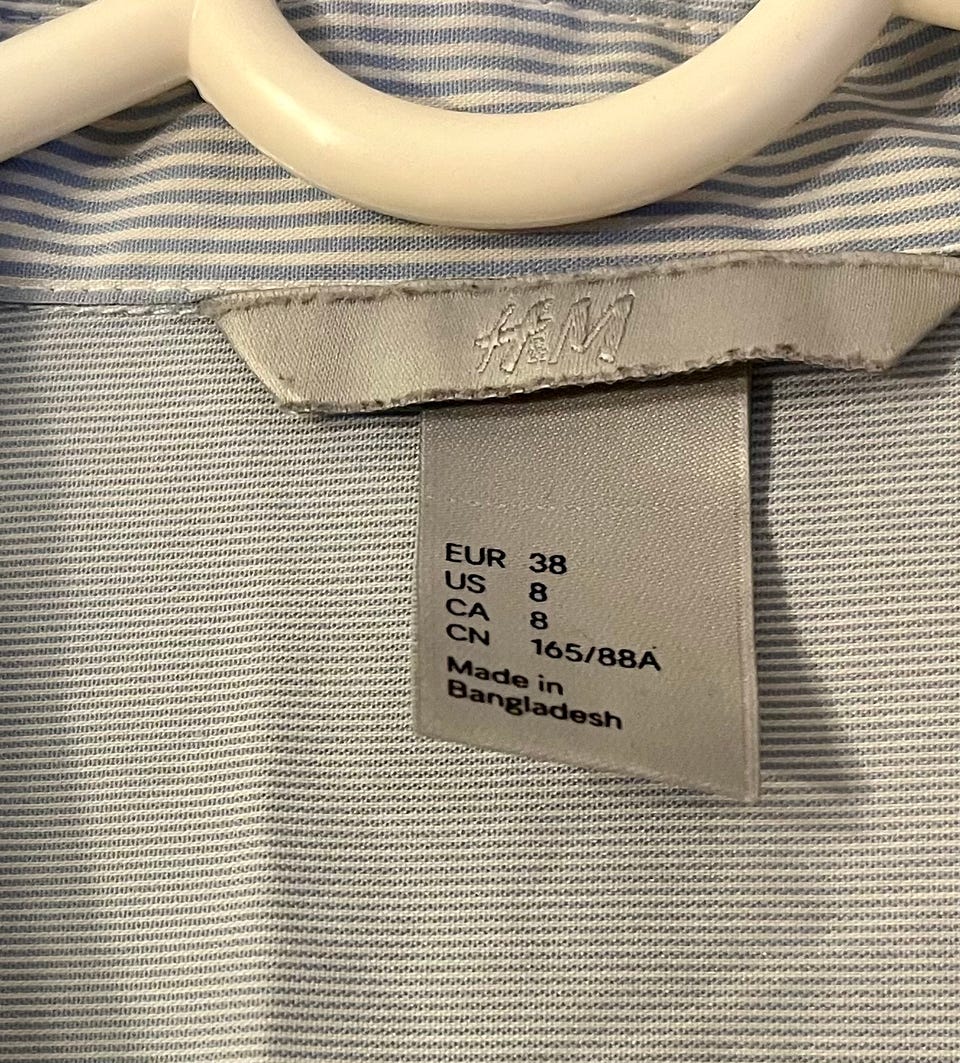 H&M
EUR 38
US 8
CA 8
CN 165/88A
Made in
Bangladesh